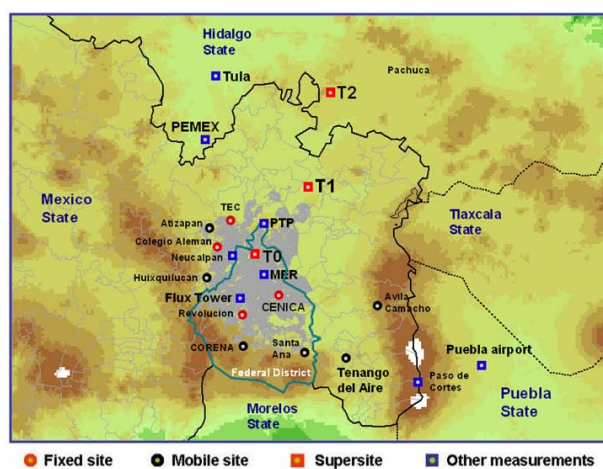 Hidalgo
State
Pachuca
Tula
T2
PEMEX
Mexico
State
T1
TEC
Atizapan
PTP
Tlaxcala
State
Colegio Aleman
Neucalpan
T0
Huixquilucan
MER
Flux Tower
CENICA
Avila
Camacho
Revolucion
CORENA
Santa
Ana
Puebla airport
Federal District
Tenango
del Aire
Paso de
Cortes
Puebla
State
Morelos
State
Fixed site
Mobile site
Supersite
Other measurements